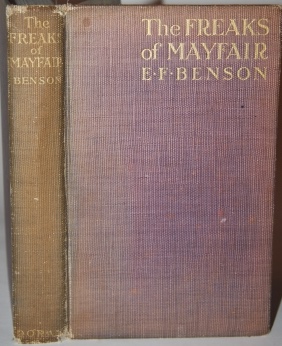 The
FREAKS
of
MAYFAIR
BENSON
The FREAKS
of MAYFAIR
E·F·BENSON